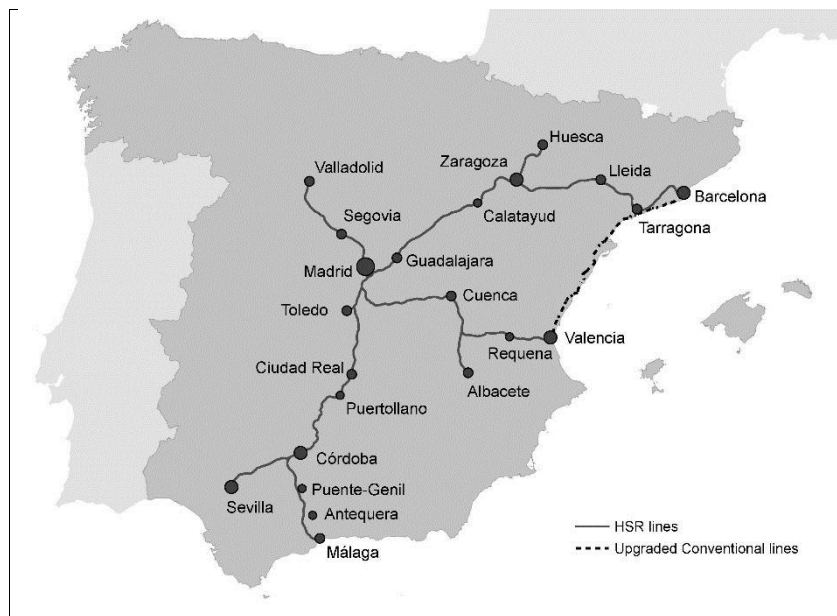 Huesca
Zaragoza
Lleida
Valladolid
Barcelona
Calatayud
Segovia
Tarragona
Guadalajara
Madrid
Cuenca
Toledo
Valencia
Requena
Ciudad Real
Albacete
Puertollano
Córdoba
Puente-Genil
Sevilla
Antequera
HSR lines
Málaga
Upgraded Conventional lines